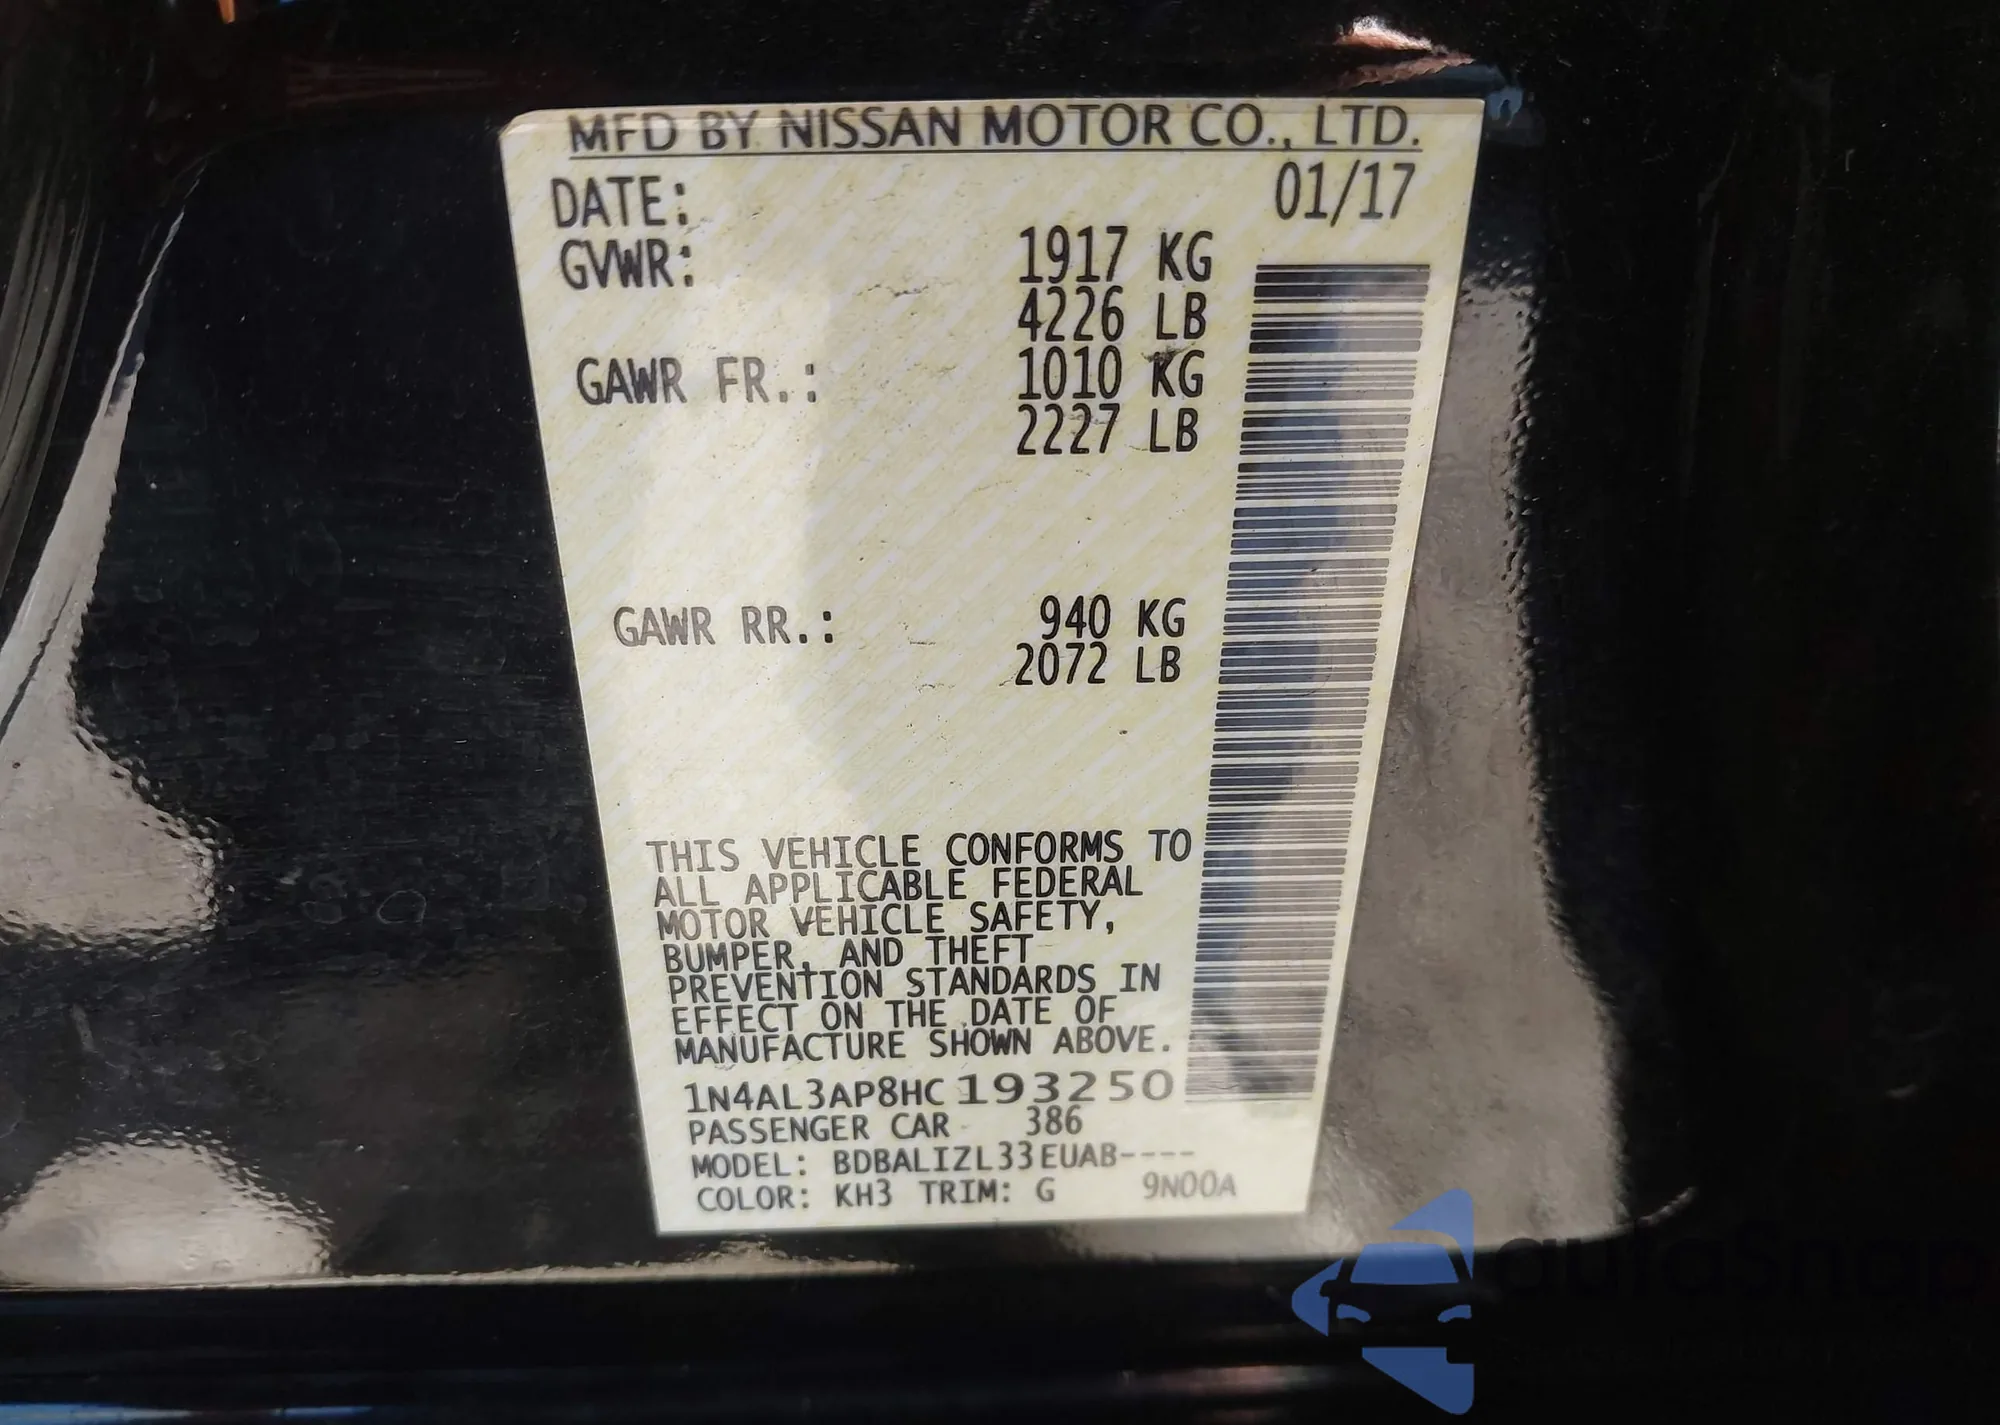 MFD BY NISSAN MOTOR CO., LTD.
DATE: 01/17
GVWR: 1917 KG
4226 LB
GAWR FR.: 1010 KG
2227 LB
GAWR RR.: 940 KG
2072 LB
THIS VEHICLE CONFORMS TO
ALL APPLICABLE FEDERAL
MOTOR VEHICLE SAFETY,
BUMPER, AND THEFT
PREVENTION STANDARDS IN
EFFECT ON THE DATE OF
MANUFACTURE SHOWN ABOVE.
1N4AL3AP8HC193250
PASSENGER CAR 386
MODEL: BDBALIZL33EUAB----
COLOR: KH3 TRIM: G 9N00A